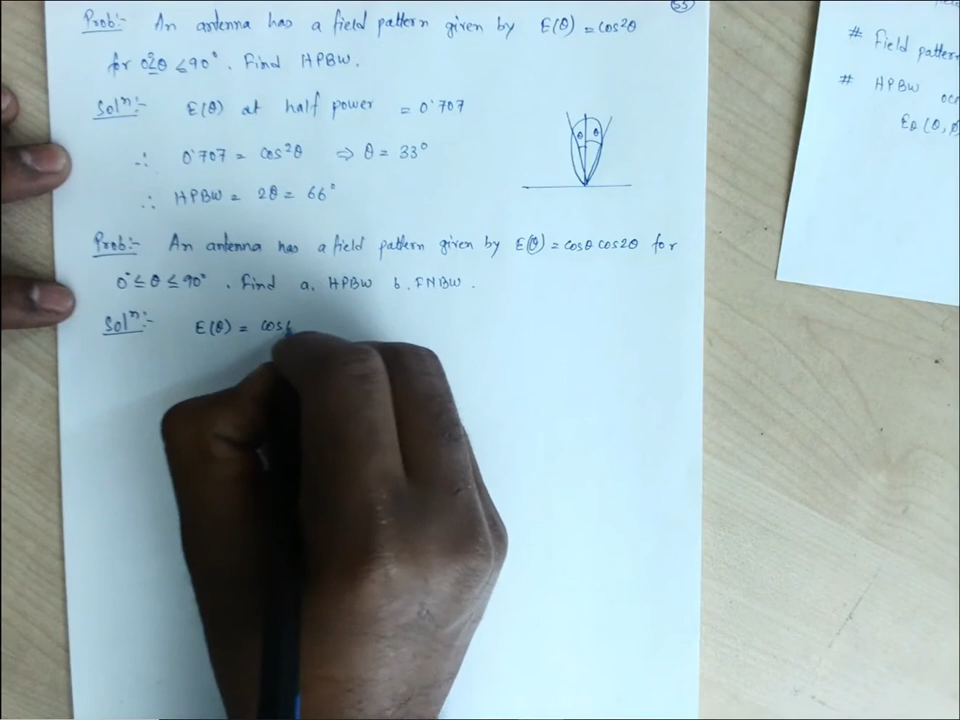 55
Prob:- An antenna has a field pattern given by E(θ) = cos²θ
for 0≤θ ≤90°. Find HPBW.
Solⁿ:- E(θ) at half power = 0.707
∴ 0.707 = cos²θ ⇒ θ = 33°
∴ HPBW = 2θ = 66°
θ θ
Prob:- An antenna has a field pattern given by E(θ) = cosθ cos2θ for
0° ≤ θ ≤ 90°. Find a. HPBW b. FNBW.
Solⁿ:- E(θ) = cos
# Field pattern
# HPBW